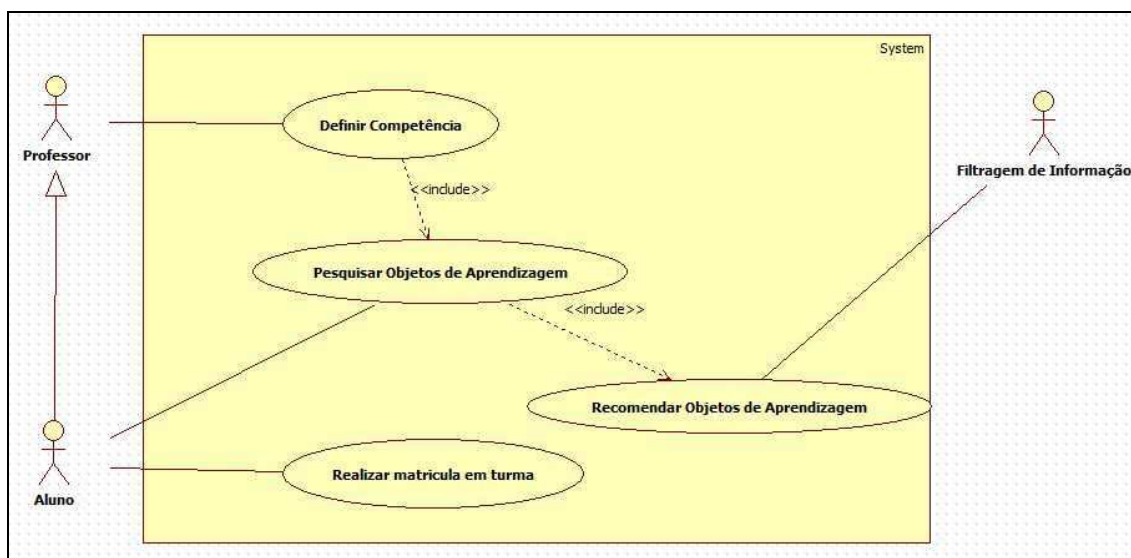 System
Professor
Definir Competência
Filtragem de Informação
<<include>>
Pesquisar Objetos de Aprendizagem
<<include>>
Recomendar Objetos de Aprendizagem
Aluno
Realizar matricula em turma